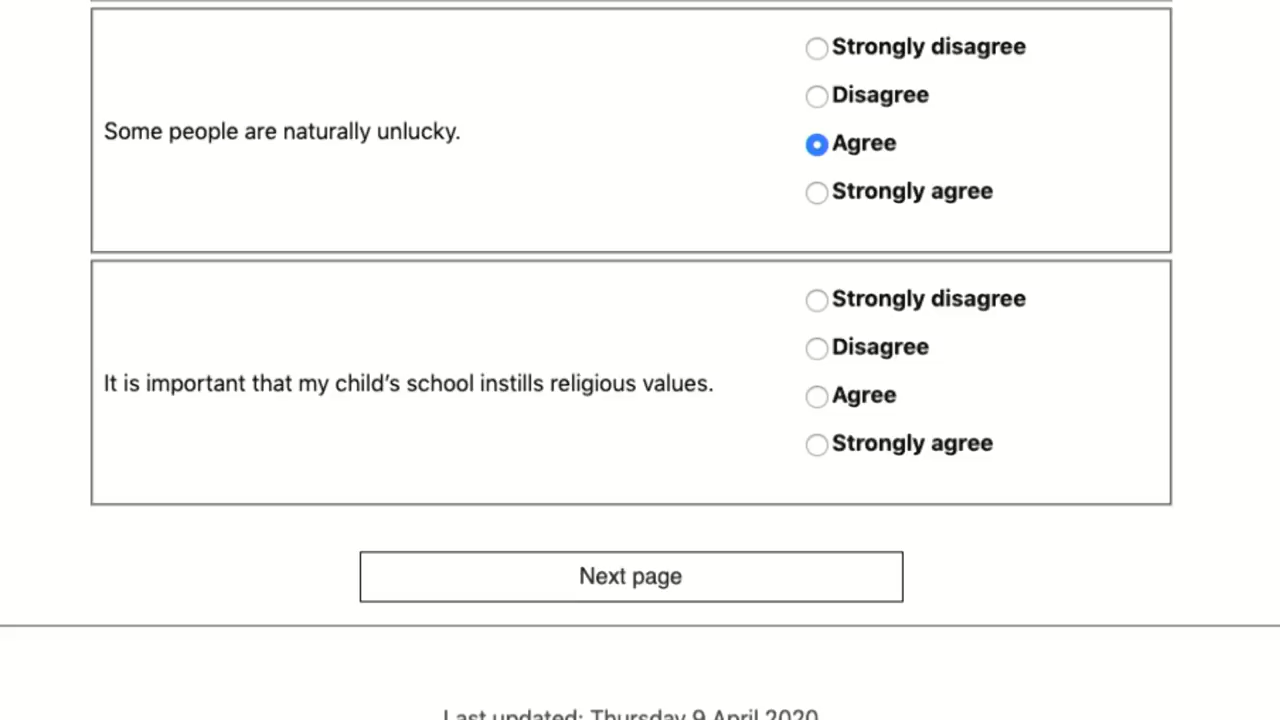 Strongly disagree
Disagree
Some people are naturally unlucky.
Agree
Strongly agree
Strongly disagree
Disagree
It is important that my child's school instills religious values.
Agree
Strongly agree
Next page
Last updated: Thursday 9 April 2020